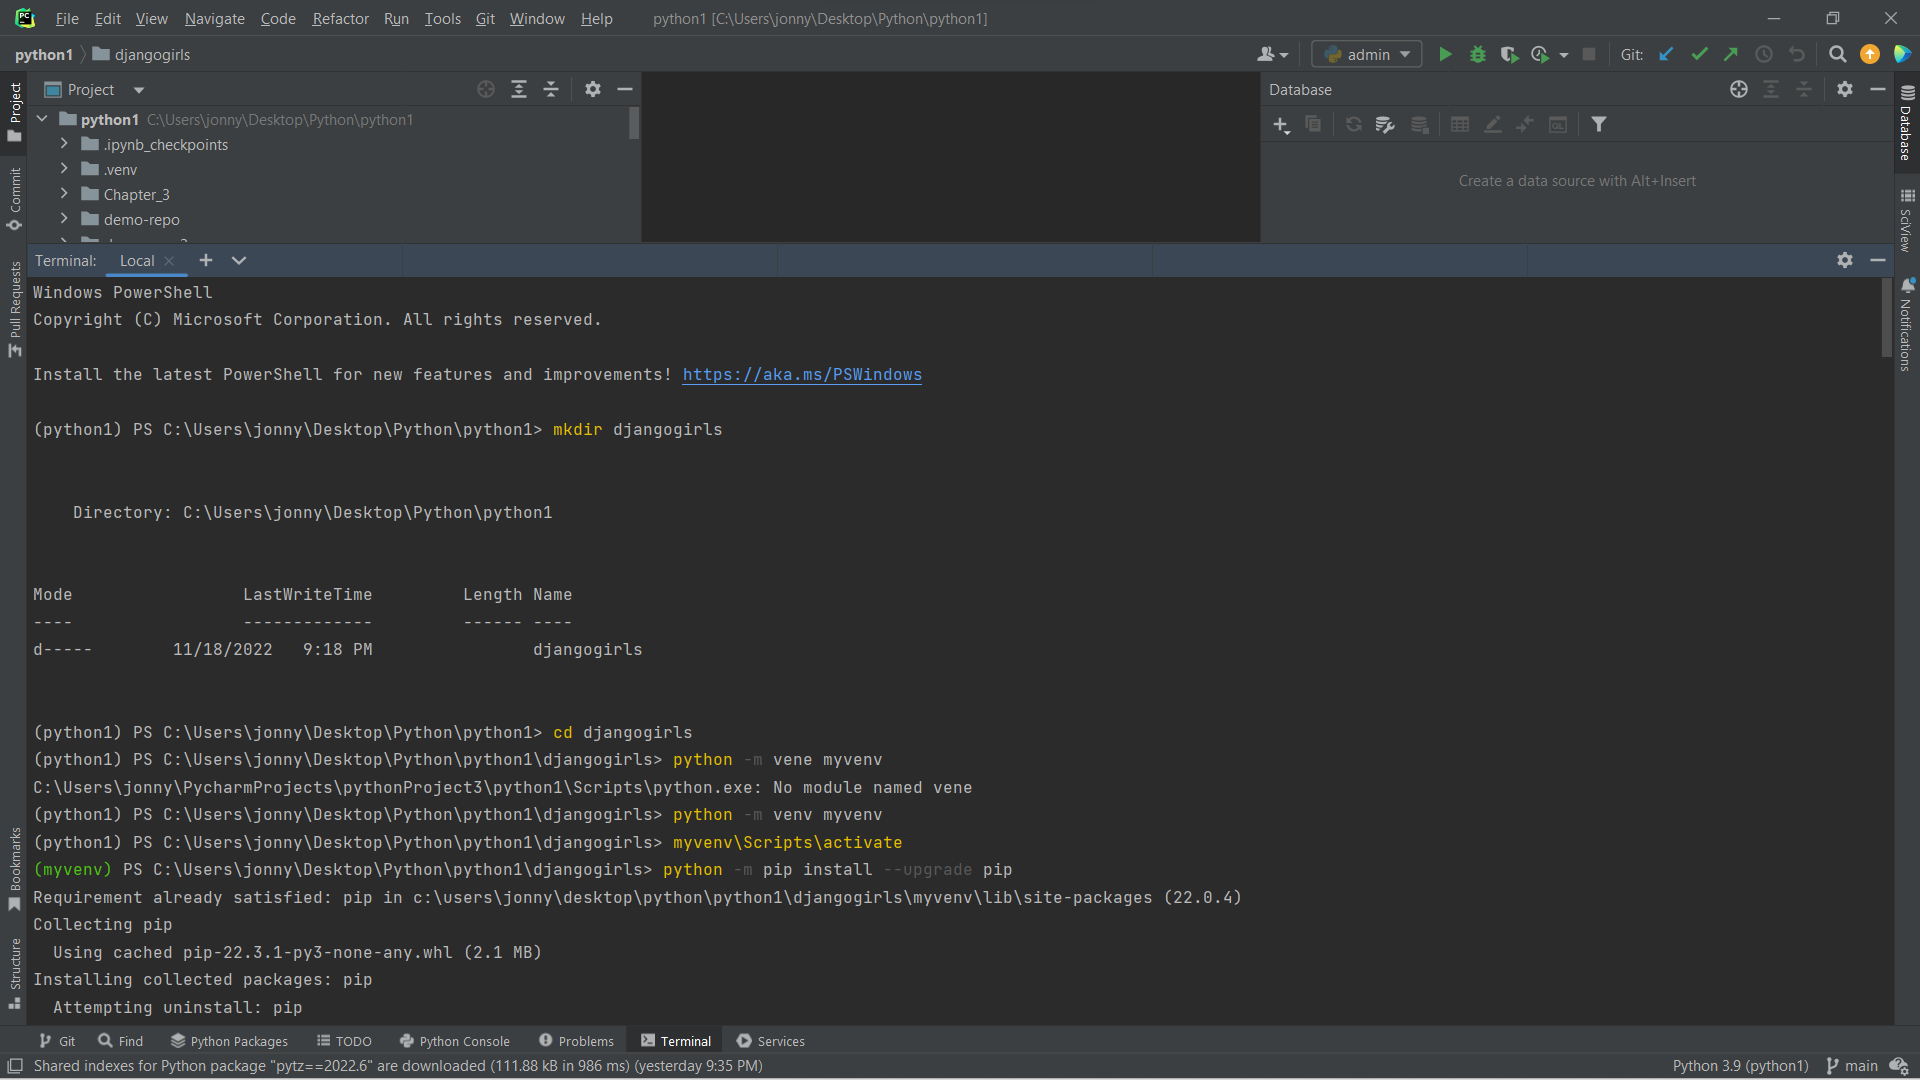 File Edit View Navigate Code Refactor Run Tools Git Window Help python1 [C:\Users\jonny\Desktop\Python\python1]
python1 djangogirls admin Git:
Project
Database
python1 C:\Users\jonny\Desktop\Python\python1
.ipynb_checkpoints
.venv
Chapter_3
demo-repo
Create a data source with Alt+Insert
Project
Commit
Pull Requests
Bookmarks
Structure
Database
SciView
Notifications
Terminal: Local
Windows PowerShell
Copyright (C) Microsoft Corporation. All rights reserved.
Install the latest PowerShell for new features and improvements! https://aka.ms/PSWindows
(python1) PS C:\Users\jonny\Desktop\Python\python1> mkdir djangogirls
Directory: C:\Users\jonny\Desktop\Python\python1
Mode LastWriteTime Length Name
---- ------------- ------ ----
d----- 11/18/2022 9:18 PM djangogirls
(python1) PS C:\Users\jonny\Desktop\Python\python1> cd djangogirls
(python1) PS C:\Users\jonny\Desktop\Python\python1\djangogirls> python -m vene myvenv
C:\Users\jonny\PycharmProjects\pythonProject3\python1\Scripts\python.exe: No module named vene
(python1) PS C:\Users\jonny\Desktop\Python\python1\djangogirls> python -m venv myvenv
(python1) PS C:\Users\jonny\Desktop\Python\python1\djangogirls> myvenv\Scripts\activate
(myvenv) PS C:\Users\jonny\Desktop\Python\python1\djangogirls> python -m pip install --upgrade pip
Requirement already satisfied: pip in c:\users\jonny\desktop\python\python1\djangogirls\myvenv\lib\site-packages (22.0.4)
Collecting pip
Using cached pip-22.3.1-py3-none-any.whl (2.1 MB)
Installing collected packages: pip
Attempting uninstall: pip
Git Find Python Packages TODO Python Console Problems Terminal Services
Shared indexes for Python package "pytz==2022.6" are downloaded (111.88 kB in 986 ms) (yesterday 9:35 PM) Python 3.9 (python1) main